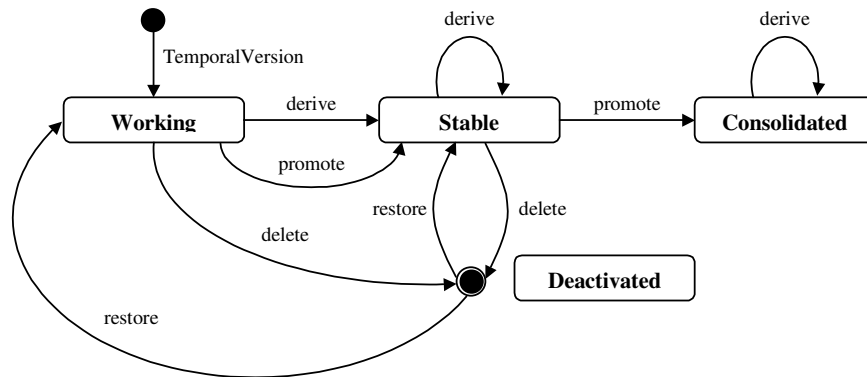 derive
derive
TemporalVersion
Working
derive
Stable
promote
Consolidated
promote
restore
delete
delete
Deactivated
restore